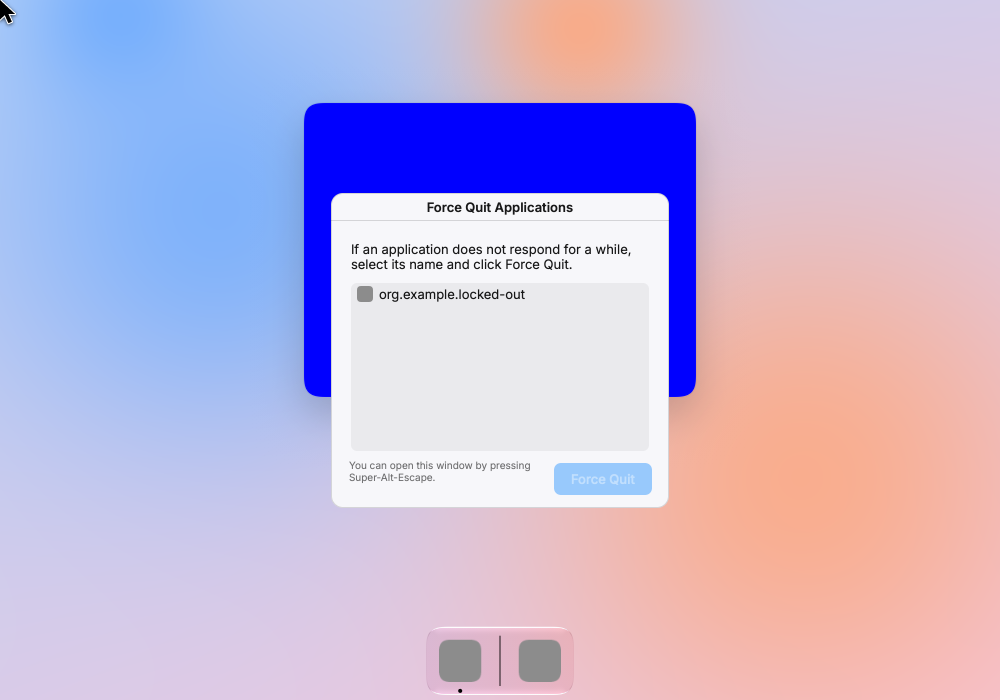 Force Quit Applications
If an application does not respond for a while,
select its name and click Force Quit.
org.example.locked-out
You can open this window by pressing
Super-Alt-Escape.
Force Quit